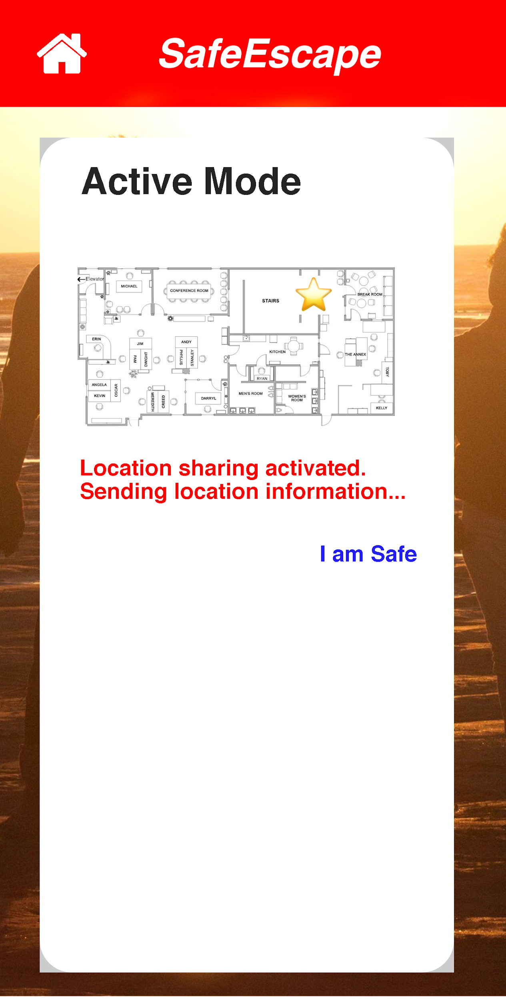 SafeEscape
Active Mode
Elevator
MICHAEL
CONFERENCE ROOM
STAIRS
BREAK ROOM
ERIN
JIM
ANDY
PAM
DWIGHT
PHYLLIS
STANLEY
KITCHEN
THE ANNEX
TOBY
RYAN
ANGELA
KEVIN
OSCAR
MEREDITH
CREED
DARRYL
MEN'S ROOM
WOMEN'S
ROOM
KELLY
Location sharing activated.
Sending location information...
I am Safe